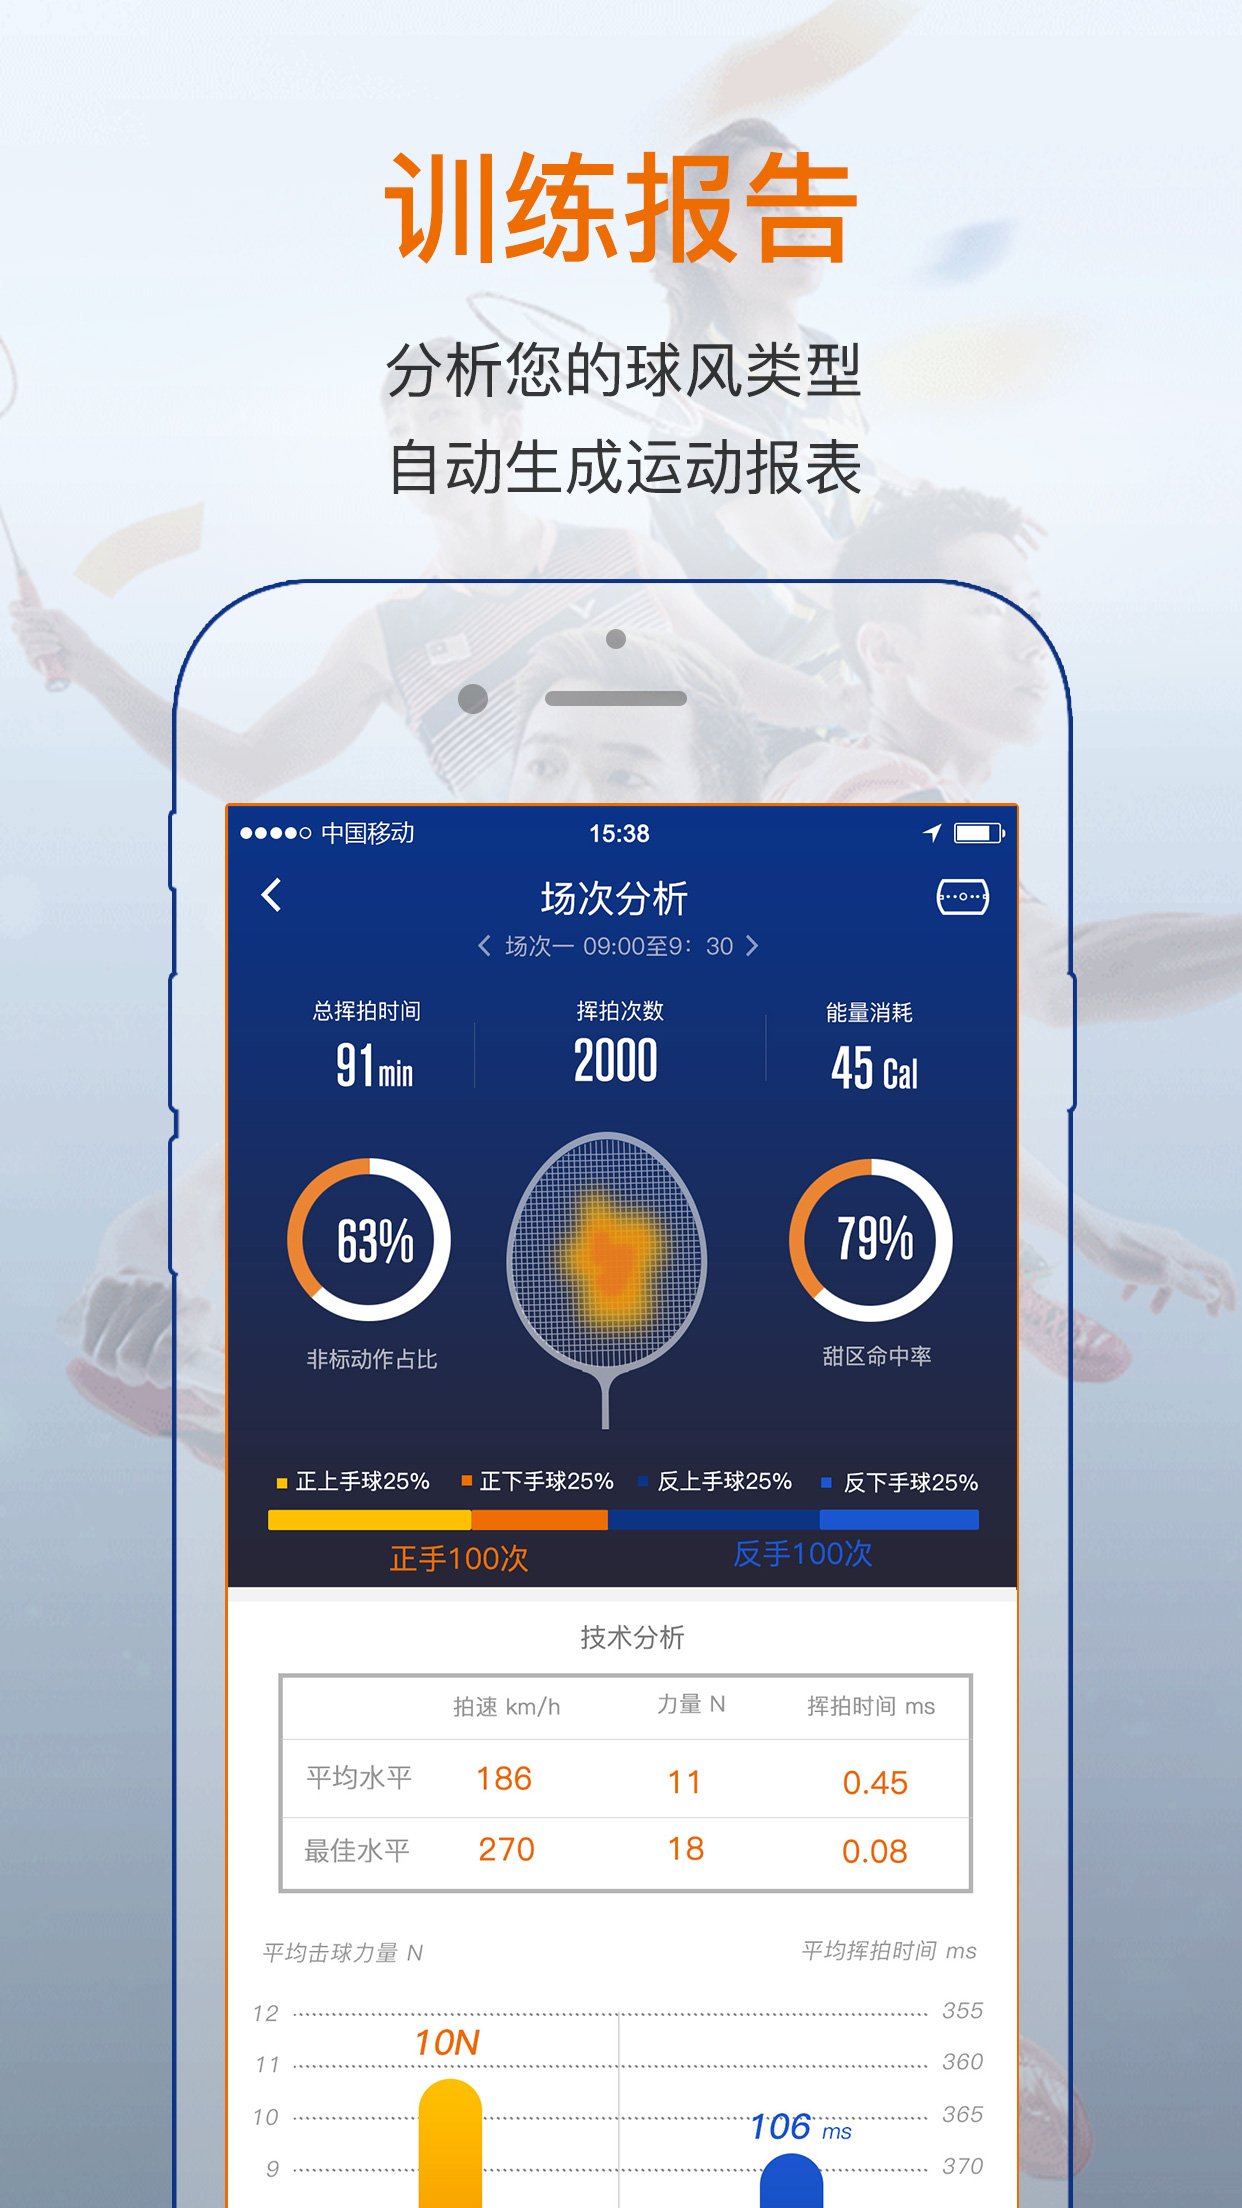 训练报告
分析您的球风类型
自动生成运动报表
中国移动 15:38
场次分析
场次一 09:00至9：30
总挥拍时间 挥拍次数 能量消耗
91min 2000 45 Cal
63% 79%
非标动作占比 甜区命中率
正上手球25% 正下手球25% 反上手球25% 反下手球25%
正手100次 反手100次
技术分析
拍速 km/h 力量 N 挥拍时间 ms
平均水平 186 11 0.45
最佳水平 270 18 0.08
平均击球力量 N 平均挥拍时间 ms
12 355
10N
11 360
10 365
106 ms
9 370